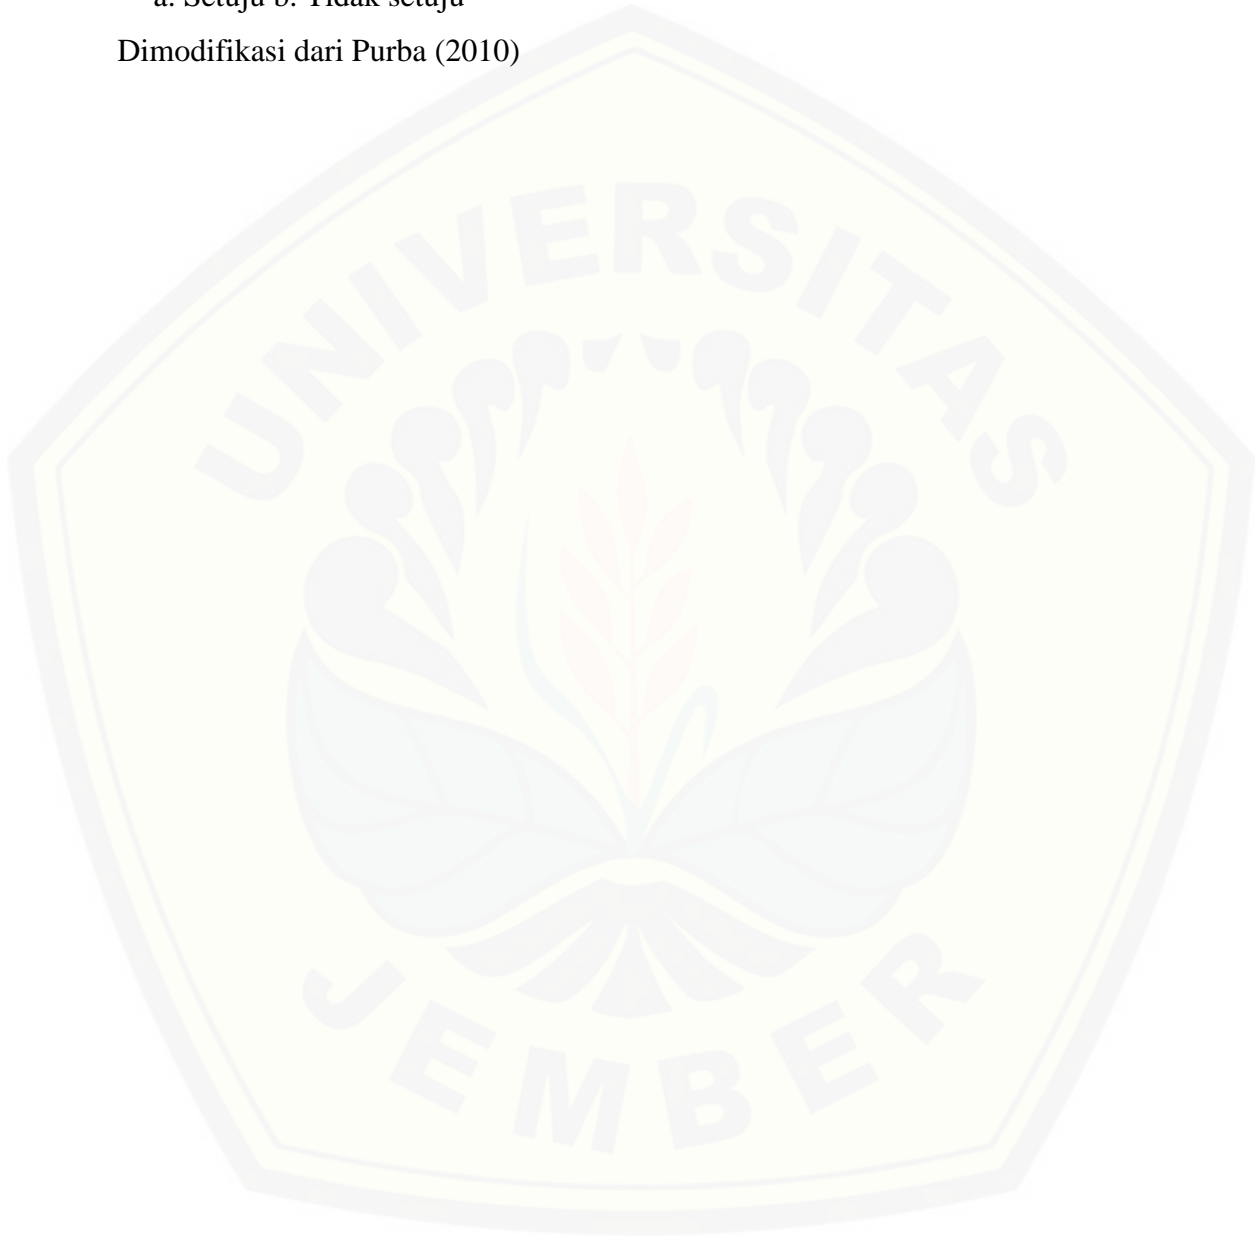 a. Setuju b. Tidak setuju
Dimodifikasi dari Purba (2010)
UNIVERSITAS
JEMBER